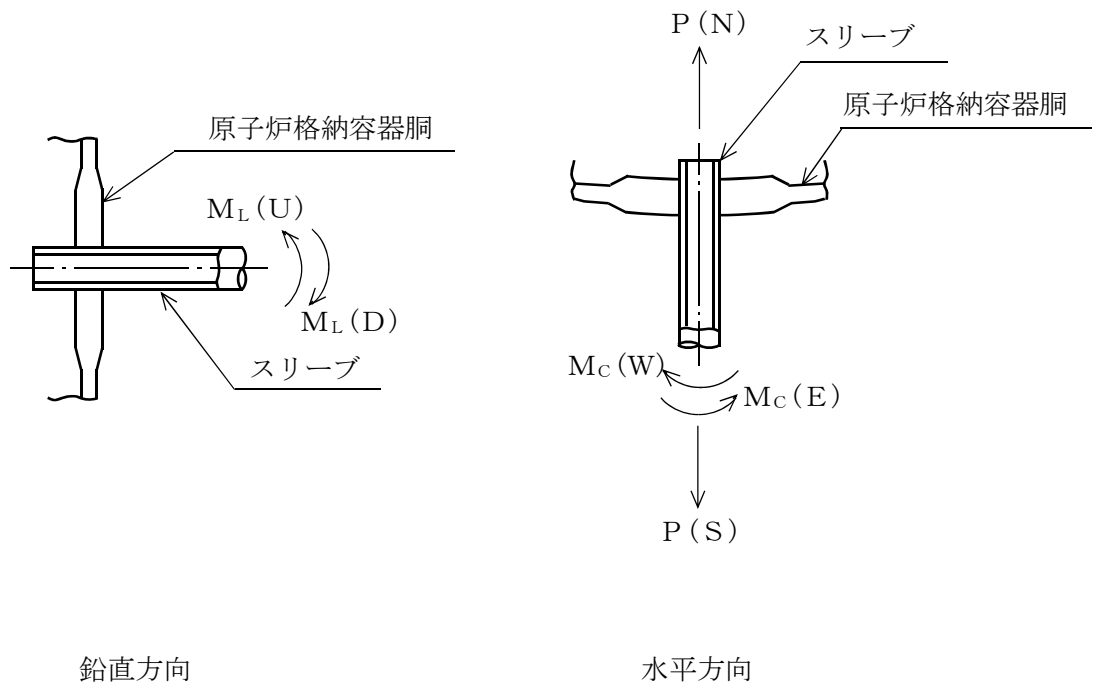 原子炉格納容器胴
ML(U)
ML(D)
スリーブ
鉛直方向
P(N)
スリーブ
原子炉格納容器胴
MC(W)
MC(E)
P(S)
水平方向